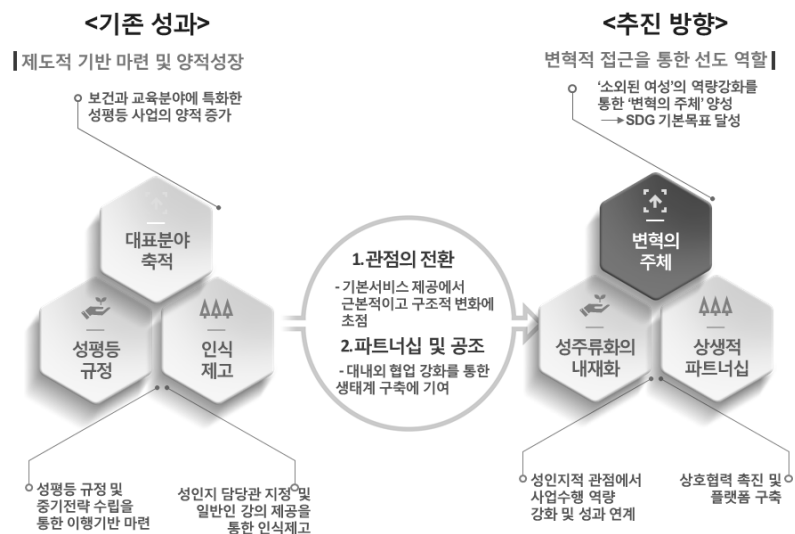 <기존 성과>
제도적 기반 마련 및 양적성장
보건과 교육분야에 특화한
성평등 사업의 양적 증가
대표분야
축적
성평등
규정
인식
제고
성평등 규정 및
중기전략 수립을
통한 이행기반 마련
성인지 담당관 지정 및
일반인 강의 제공을
통한 인식제고
1.관점의 전환
- 기본서비스 제공에서
근본적이고 구조적 변화에
초점
2.파트너십 및 공조
- 대내외 협업 강화를 통한
생태계 구축에 기여
<추진 방향>
변혁적 접근을 통한 선도 역할
‘소외된 여성’의 역량강화를
통한 ‘변혁의 주체’ 양성
→SDG 기본목표 달성
변혁의
주체
성주류화의
내재화
상생적
파트너십
성인지적 관점에서
사업수행 역량
강화 및 성과 연계
상호협력 촉진 및
플랫폼 구축